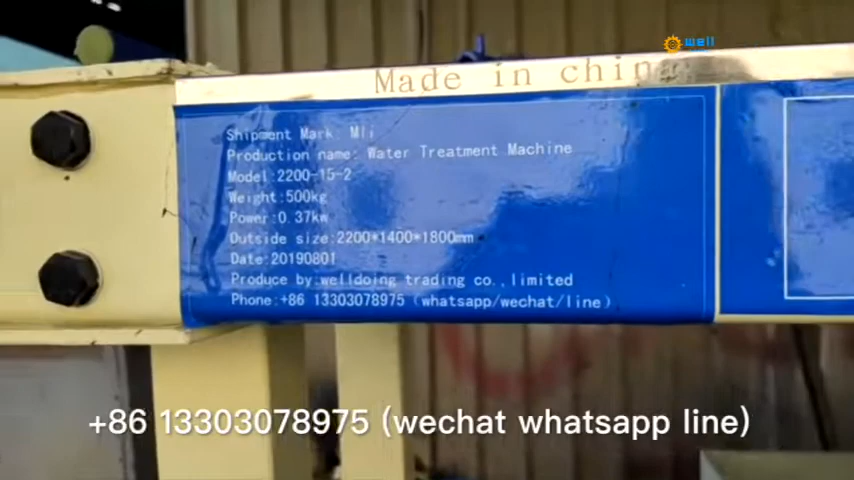 well
Made in china
Shipment Mark: Mli
Production name: Water Treatment Machine
Model:2200-15-2
Weight:500kg
Power:0.37kw
Outside size:2200*1400*1800mm
Date:20190801
Produce by:welldoing trading co.,limited
Phone:+86 13303078975 (whatsapp/wechat/line)
+86 13303078975 (wechat whatsapp line)